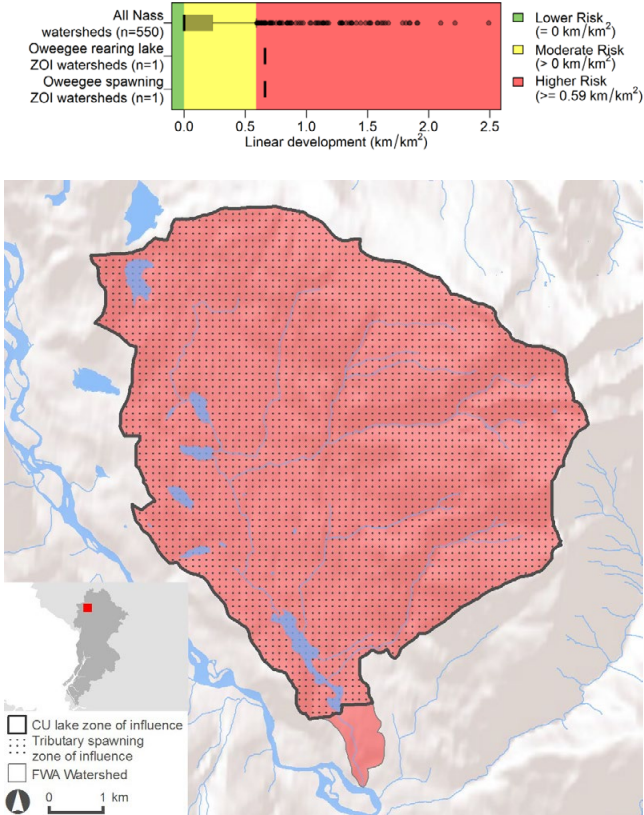 All Nass
watersheds (n=550)
Oweegee rearing lake
ZOI watersheds (n=1)
Oweegee spawning
ZOI watersheds (n=1)
0.0 0.5 1.0 1.5 2.0 2.5
Linear development (km/km²)
Lower Risk
(= 0 km/km²)
Moderate Risk
(> 0 km/km²)
Higher Risk
(>= 0.59 km/km²)
CU lake zone of influence
Tributary spawning
zone of influence
FWA Watershed
0 1 km